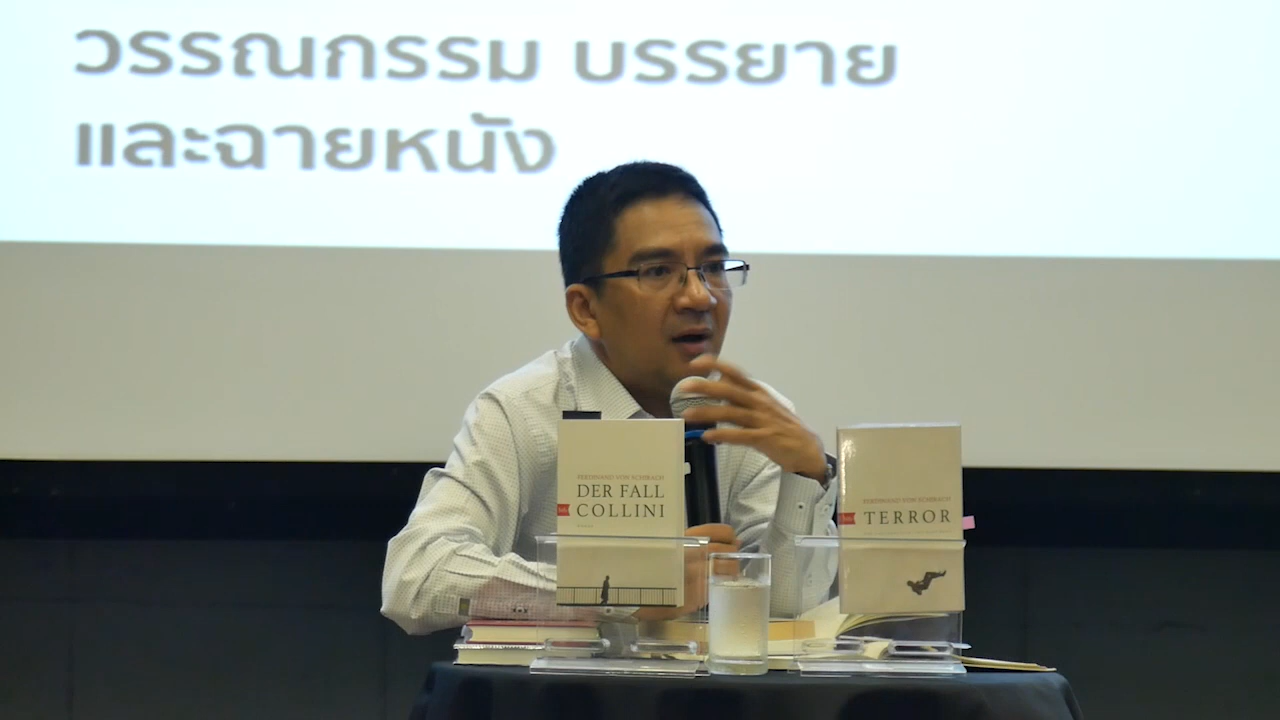 วรรณกรรม บรรยาย
และฉายหนัง
FERDINAND VON SCHIRACH
DER FALL
COLLINI
FERDINAND VON SCHIRACH
TERROR